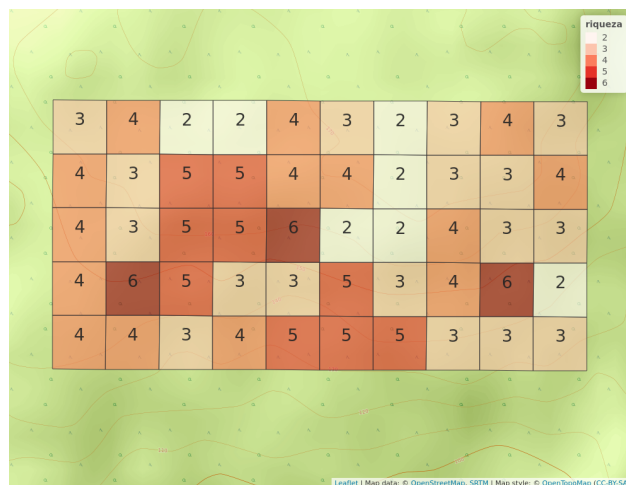 riqueza
2
3
4
5
6
3 4 2 2 4 3 2 3 4 3
4 3 5 5 4 4 2 3 3 4
4 3 5 5 6 2 2 4 3 3
4 6 5 3 3 5 3 4 6 2
4 4 3 4 5 5 5 3 3 3
Leaflet | Map data: © OpenStreetMap, SRTM | Map style: © OpenTopoMap (CC-BY-SA